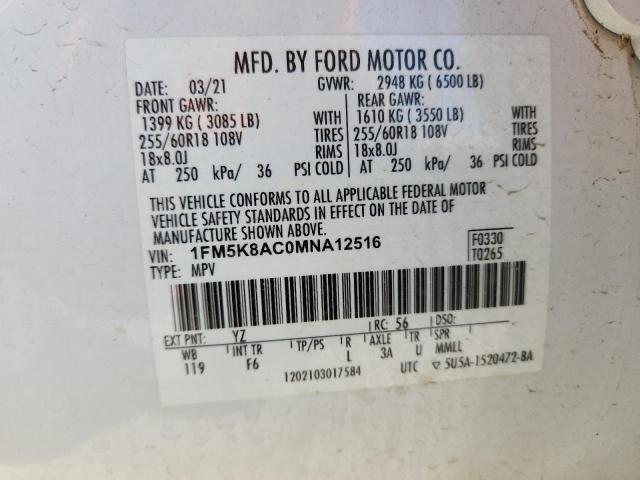 MFD. BY FORD MOTOR CO.
DATE: 03/21 GVWR: 2948 KG ( 6500 LB)
FRONT GAWR: REAR GAWR:
1399 KG ( 3085 LB) WITH 1610 KG ( 3550 LB) WITH
255/60R18 108V TIRES 255/60R18 108V TIRES
18x8.0J RIMS 18x8.0J RIMS
AT 250 kPa/ 36 PSI COLD AT 250 kPa/ 36 PSI COLD
THIS VEHICLE CONFORMS TO ALL APPLICABLE FEDERAL MOTOR
VEHICLE SAFETY STANDARDS IN EFFECT ON THE DATE OF
MANUFACTURE SHOWN ABOVE.
VIN: 1FM5K8AC0MNA12516 F0330
TYPE: MPV T0265
EXT PNT: YZ RC: 56 DSO:
WB INT TR TP/PS R AXLE TR SPR
119 F6 L 3A U MMLL
1202103017584 UTC ▽ 5U5A-1520472-BA